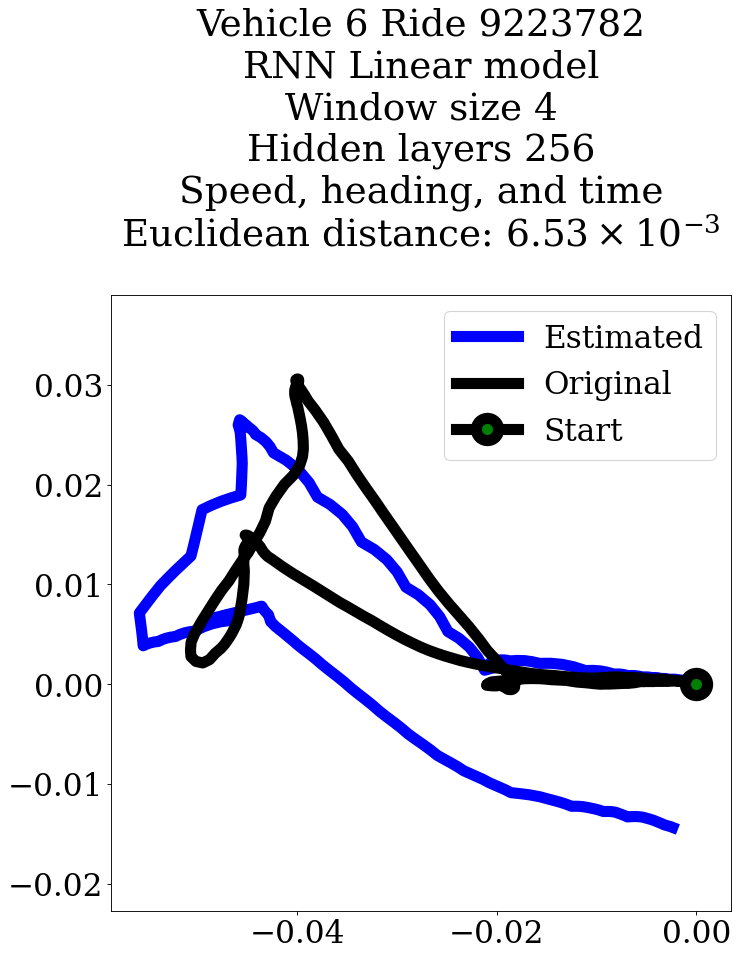 Vehicle 6 Ride 9223782
RNN Linear model
Window size 4
Hidden layers 256
Speed, heading, and time
Euclidean distance: 6.53 × 10⁻³
Estimated
Original
Start
0.03
0.02
0.01
0.00
−0.01
−0.02
−0.04
−0.02
0.00